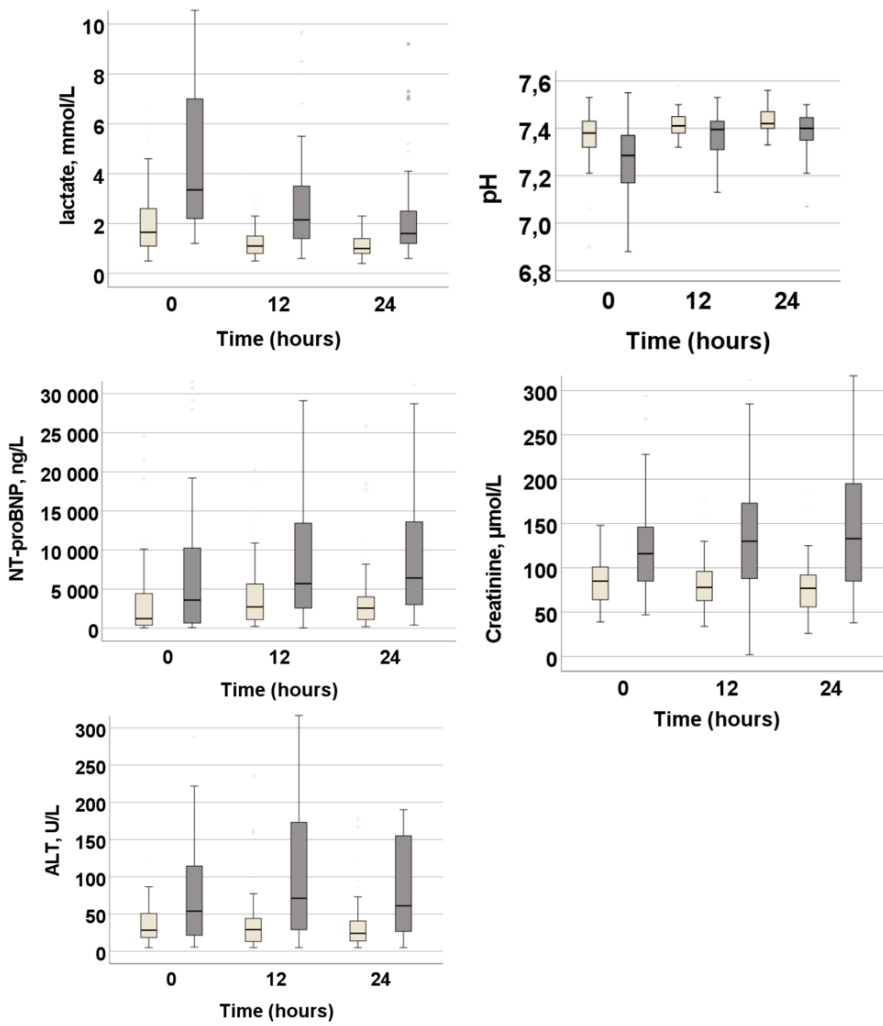 lactate, mmol/L
10
8
6
4
2
0
0 12 24
Time (hours)
pH
7,6
7,4
7,2
7,0
6,8
0 12 24
Time (hours)
NT-proBNP, ng/L
30 000
25 000
20 000
15 000
10 000
5 000
0
0 12 24
Time (hours)
Creatinine, µmol/L
300
250
200
150
100
50
0
0 12 24
Time (hours)
ALT, U/L
300
250
200
150
100
50
0
0 12 24
Time (hours)